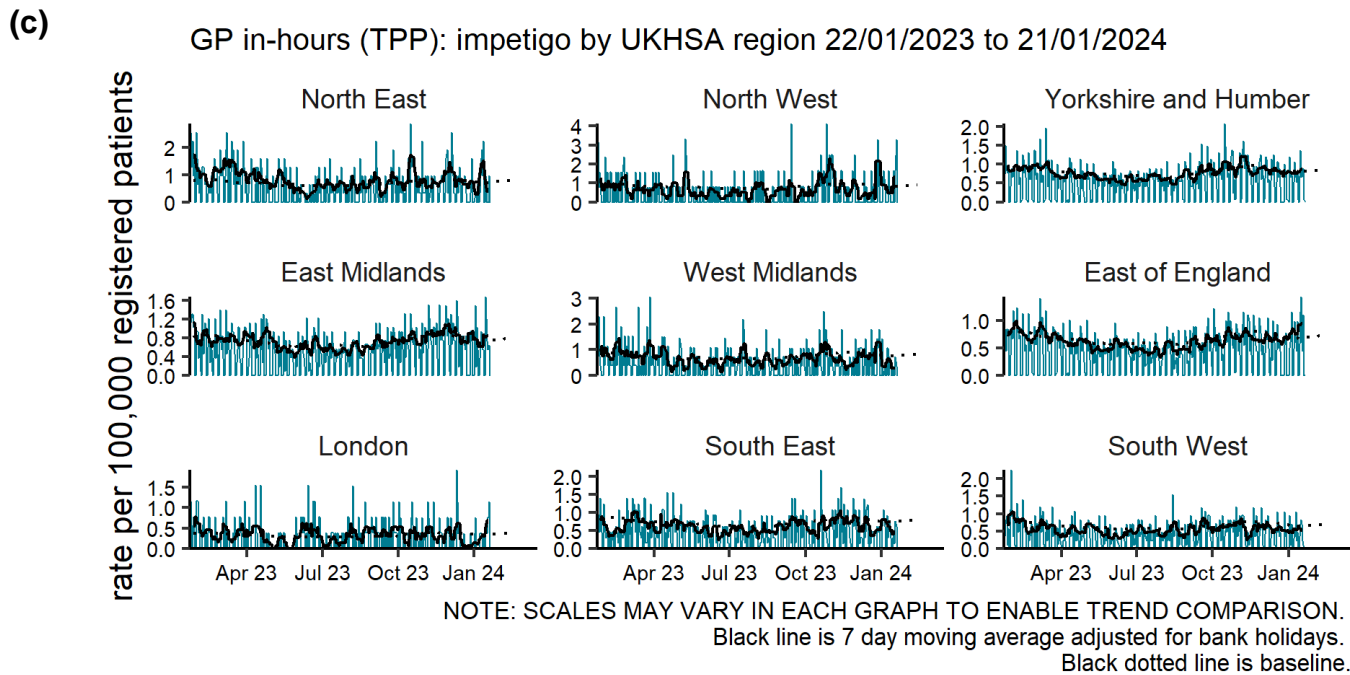 (c)
GP in-hours (TPP): impetigo by UKHSA region 22/01/2023 to 21/01/2024
rate per 100,000 registered patients
North East
2
1
0
North West
4
3
2
1
0
Yorkshire and Humber
2.0
1.5
1.0
0.5
0.0
East Midlands
1.6
1.2
0.8
0.4
0.0
West Midlands
3
2
1
0
East of England
1.0
0.5
0.0
London
1.5
1.0
0.5
0.0
Apr 23 Jul 23 Oct 23 Jan 24
South East
2.0
1.5
1.0
0.5
0.0
Apr 23 Jul 23 Oct 23 Jan 24
South West
2.0
1.5
1.0
0.5
0.0
Apr 23 Jul 23 Oct 23 Jan 24
NOTE: SCALES MAY VARY IN EACH GRAPH TO ENABLE TREND COMPARISON.
Black line is 7 day moving average adjusted for bank holidays.
Black dotted line is baseline.